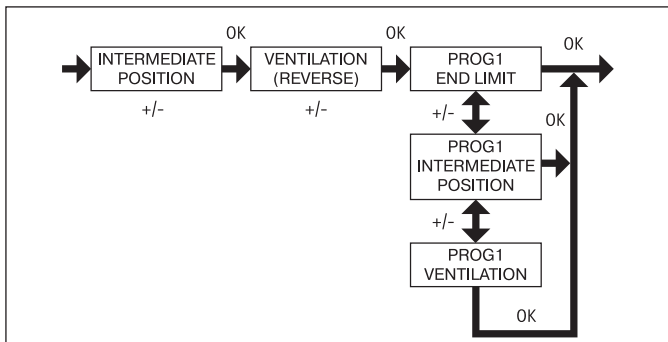 OK
OK
OK
INTERMEDIATE
POSITION
VENTILATION
(REVERSE)
PROG1
END LIMIT
+/-
+/-
+/-
OK
PROG1
INTERMEDIATE
POSITION
+/-
PROG1
VENTILATION
OK